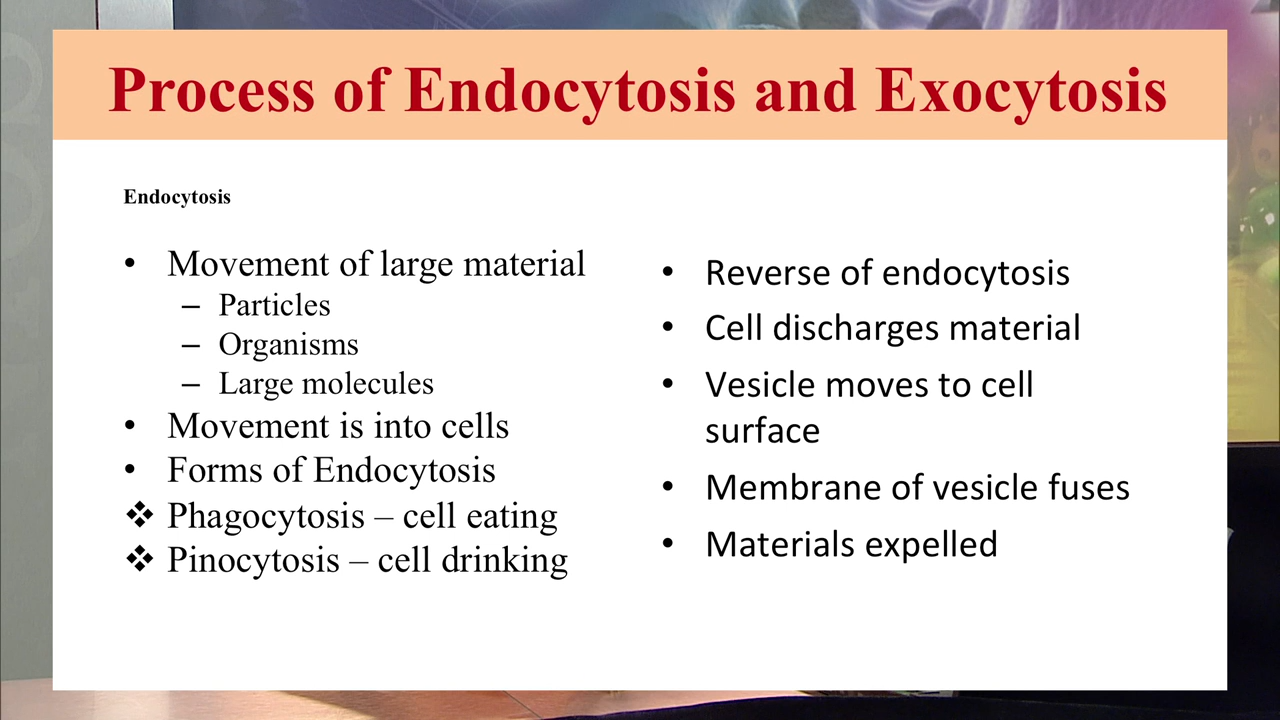 Process of Endocytosis and Exocytosis
Endocytosis
• Movement of large material
– Particles
– Organisms
– Large molecules
• Movement is into cells
• Forms of Endocytosis
❖ Phagocytosis – cell eating
❖ Pinocytosis – cell drinking
• Reverse of endocytosis
• Cell discharges material
• Vesicle moves to cell
surface
• Membrane of vesicle fuses
• Materials expelled